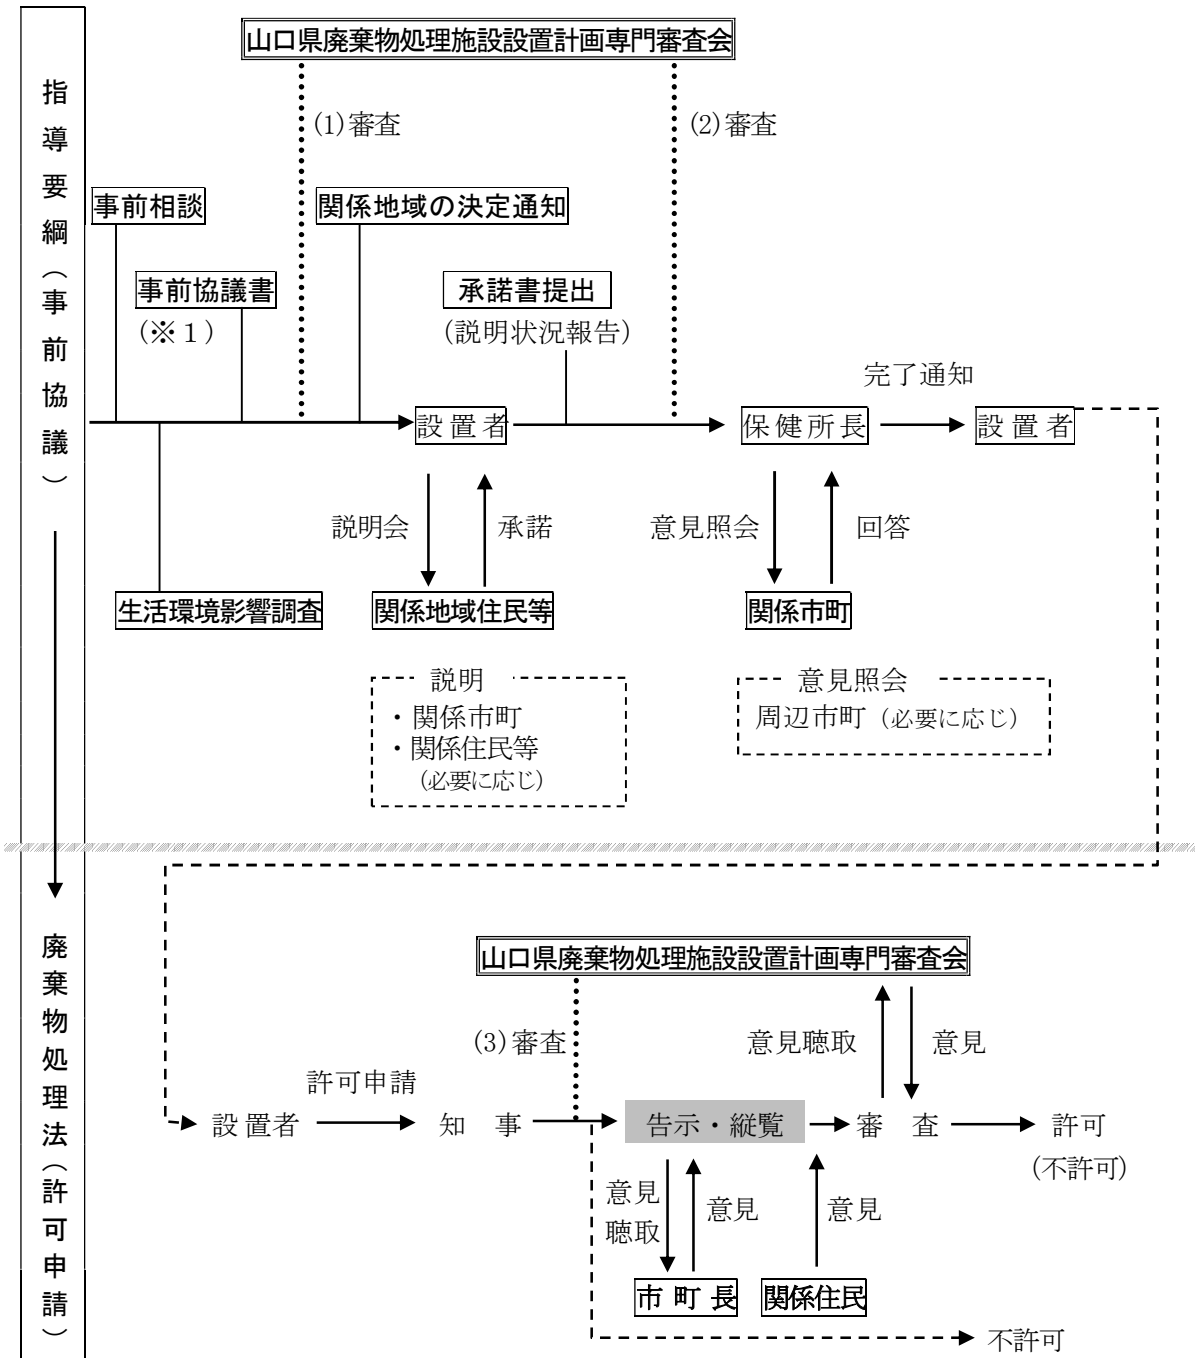 指導要綱（事前協議）
山口県廃棄物処理施設設置計画専門審査会
(1)審査
(2)審査
事前相談
関係地域の決定通知
事前協議書
(※１)
承諾書提出
(説明状況報告)
完了通知
設置者
保健所長
設置者
説明会
承諾
意見照会
回答
生活環境影響調査
関係地域住民等
関係市町
説明
・関係市町
・関係住民等
(必要に応じ)
意見照会
周辺市町（必要に応じ）
廃棄物処理法（許可申請）
山口県廃棄物処理施設設置計画専門審査会
(3)審査
意見聴取
意見
許可申請
設置者
知　事
告示・縦覧
審　査
許可
(不許可)
意見
聴取
意見
意見
市町長
関係住民
不許可